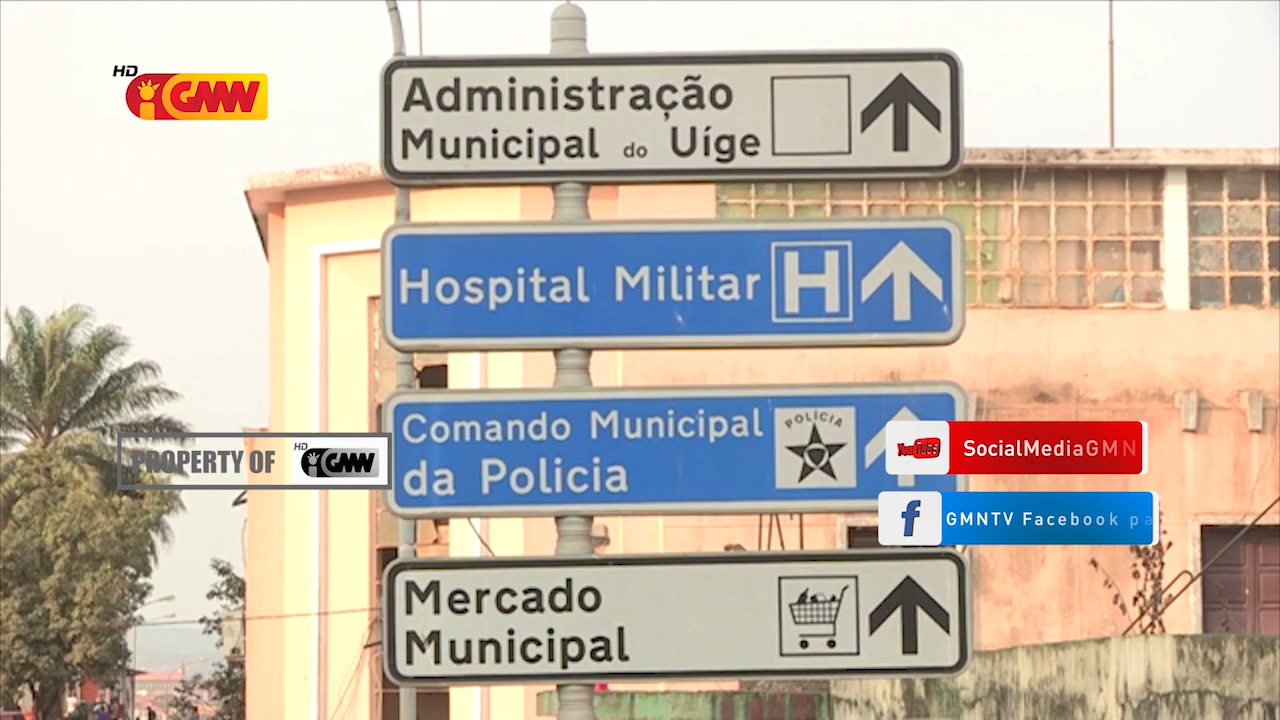 HD
GMN
Administração
Municipal do Uíge
Hospital Militar
H
Comando Municipal
da Policia
POLÍCIA
PROPERTY OF
HD
GMN
YouTube
SocialMediaGMN
f
GMNTV Facebook pa
Mercado
Municipal